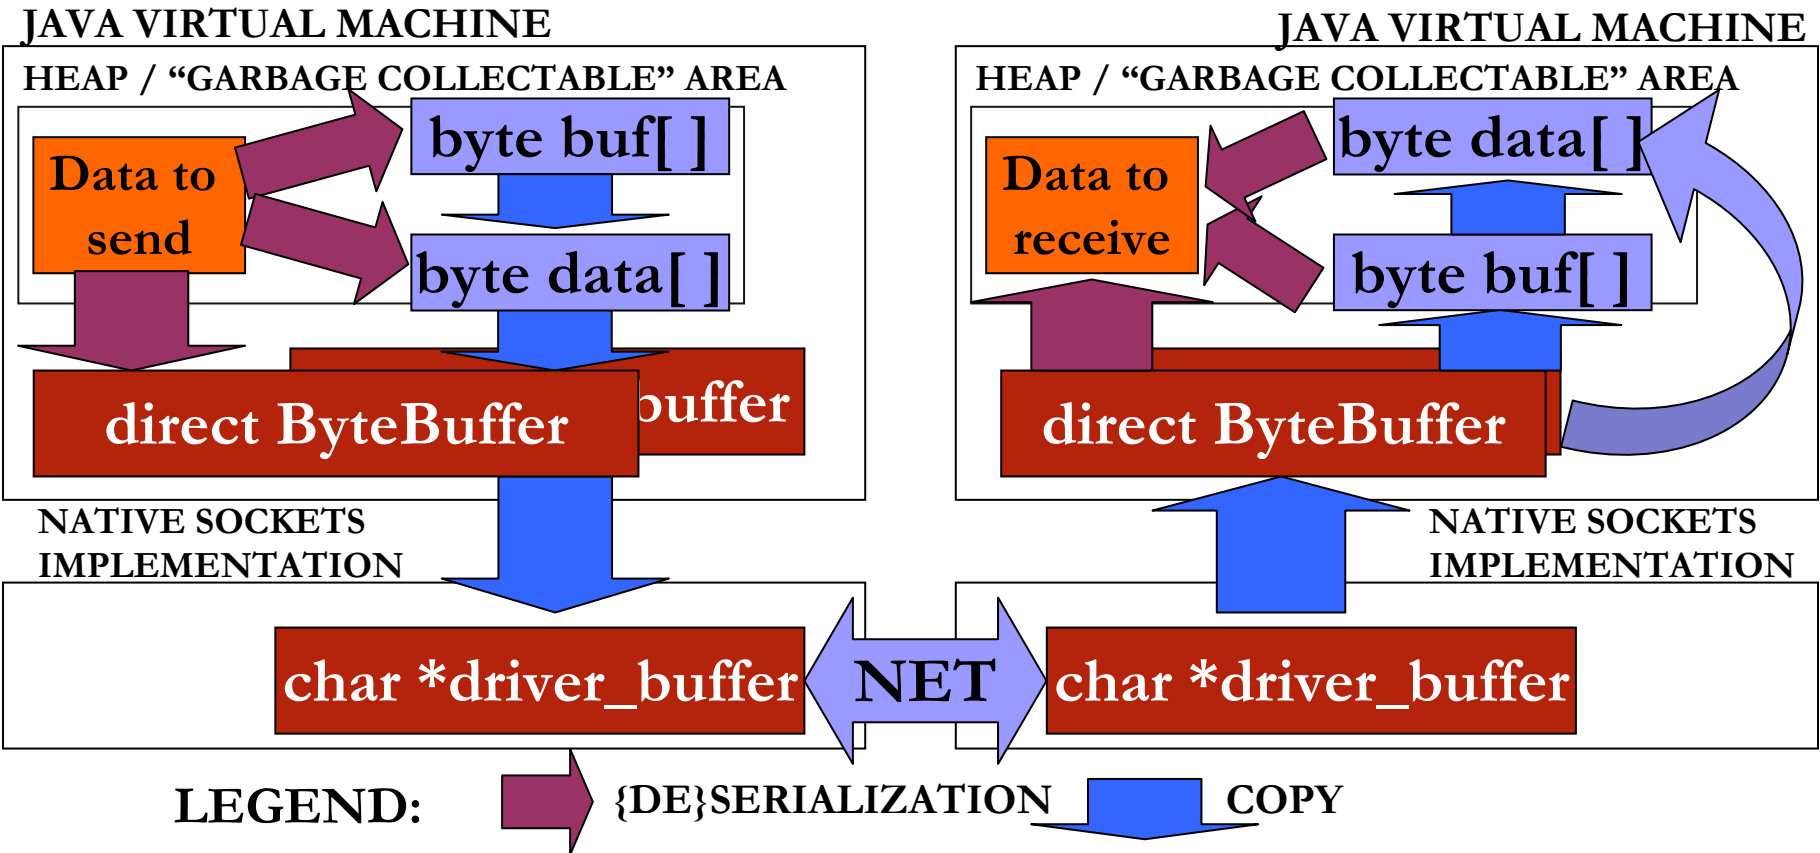 JAVA VIRTUAL MACHINE
HEAP / “GARBAGE COLLECTABLE” AREA
Data to
send
byte buf[ ]
byte data[ ]
direct ByteBuffer
buffer
NATIVE SOCKETS
IMPLEMENTATION
char *driver_buffer
NET
JAVA VIRTUAL MACHINE
HEAP / “GARBAGE COLLECTABLE” AREA
Data to
receive
byte data[ ]
byte buf[ ]
direct ByteBuffer
NATIVE SOCKETS
IMPLEMENTATION
char *driver_buffer
LEGEND:
{DE}SERIALIZATION
COPY